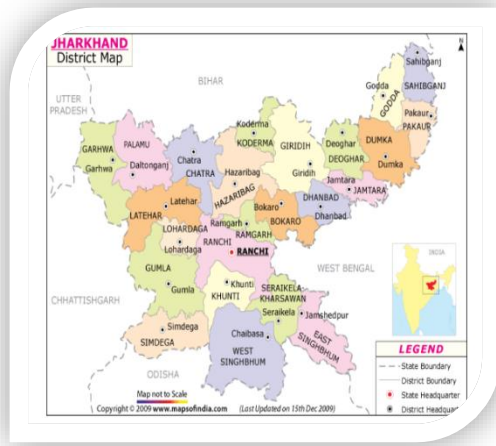 JHARKHAND
District Map
N
BIHAR
UTTER
PRADESH
Sahibganj
SAHIBGANJ
Godda
GODDA
Pakaur
PAKAUR
Koderma
KODERMA
GIRIDIH
Giridih
Deoghar
DEOGHAR
DUMKA
Dumka
GARHWA
Garhwa
PALAMU
Daltonganj
Chatra
CHATRA
Hazaribag
HAZARIBAG
Jamtara
JAMTARA
DHANBAD
Dhanbad
Latehar
LATEHAR
Bokaro
BOKARO
LOHARDAGA
Lohardaga
Ramgarh
RAMGARH
RANCHI
RANCHI
WEST BENGAL
INDIA
GUMLA
Gumla
Khunti
KHUNTI
SERAIKELA-
KHARSAWAN
Seraikela
Jamshedpur
CHHATTISHGARH
Simdega
SIMDEGA
Chaibasa
WEST
SINGHBHUM
EAST
SINGHBHUM
ODISHA
LEGEND
State Boundary
District Boundary
State Headquarter
District Headquart
Map not to Scale
Copyright © 2009 www.mapsofindia.com
(Last Updated on 15th Dec 2009)